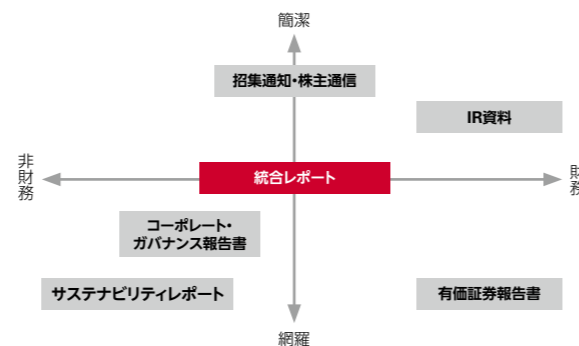 簡潔
招集通知・株主通信
IR資料
非財務
統合レポート
財務
コーポレート・
ガバナンス報告書
サステナビリティレポート
有価証券報告書
網羅